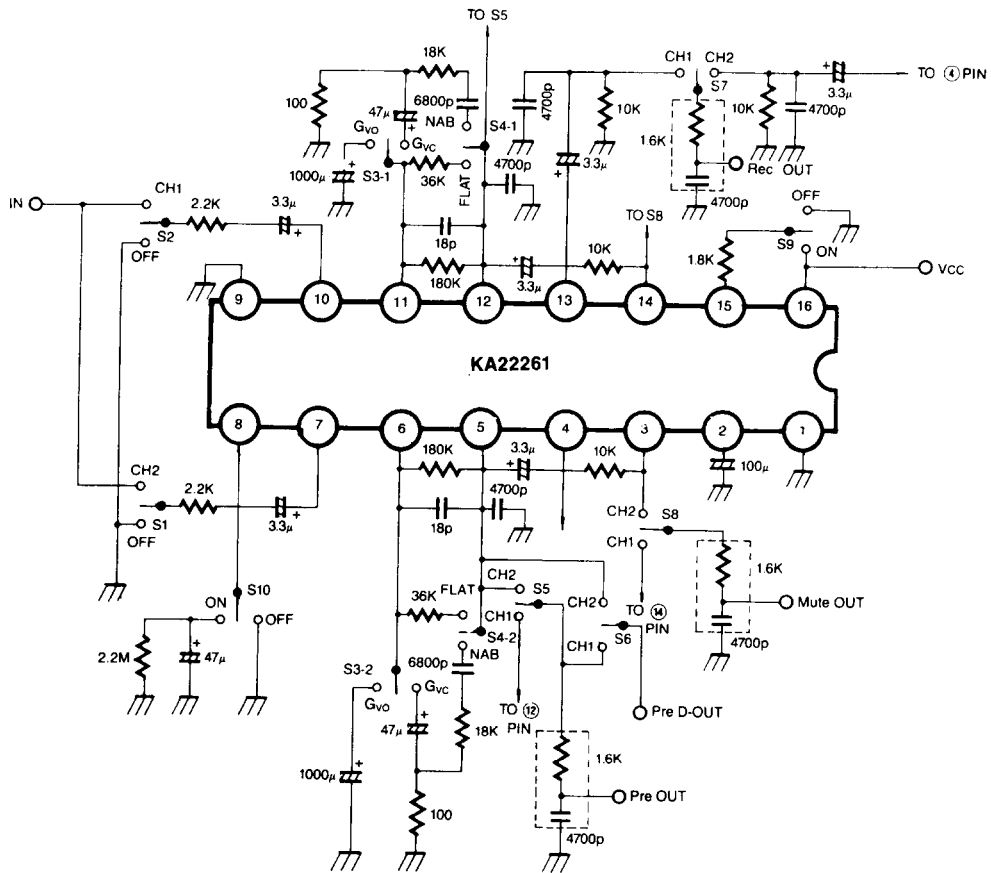 TO S5
18K
CH1
CH2
TO ④ PIN
S7
3.3μ
100
47μ
6800p
NAB
S4-1
4700p
10K
10K
4700p
1.6K
GVO
GVC
S3-1
36K
FLAT
4700p
3.3μ
Rec OUT
4700p
1000μ
IN
CH1
2.2K
3.3μ
S2
OFF
18p
180K
3.3μ
10K
TO S8
OFF
S9
ON
1.8K
VCC
9
10
11
12
13
14
15
16
KA22261
8
7
6
5
4
3
2
1
CH2
2.2K
S1
OFF
3.3μ
180K
3.3μ
10K
100μ
4700p
18p
CH2
S8
CH1
1.6K
S10
ON
OFF
36K
FLAT
CH2
S5
CH1
CH2
S6
CH1
TO ⑭ PIN
Mute OUT
4700p
2.2M
47μ
S4-2
NAB
6800p
S3-2
GVO
GVC
47μ
18K
TO ⑫ PIN
Pre D-OUT
1000μ
100
1.6K
Pre OUT
4700p